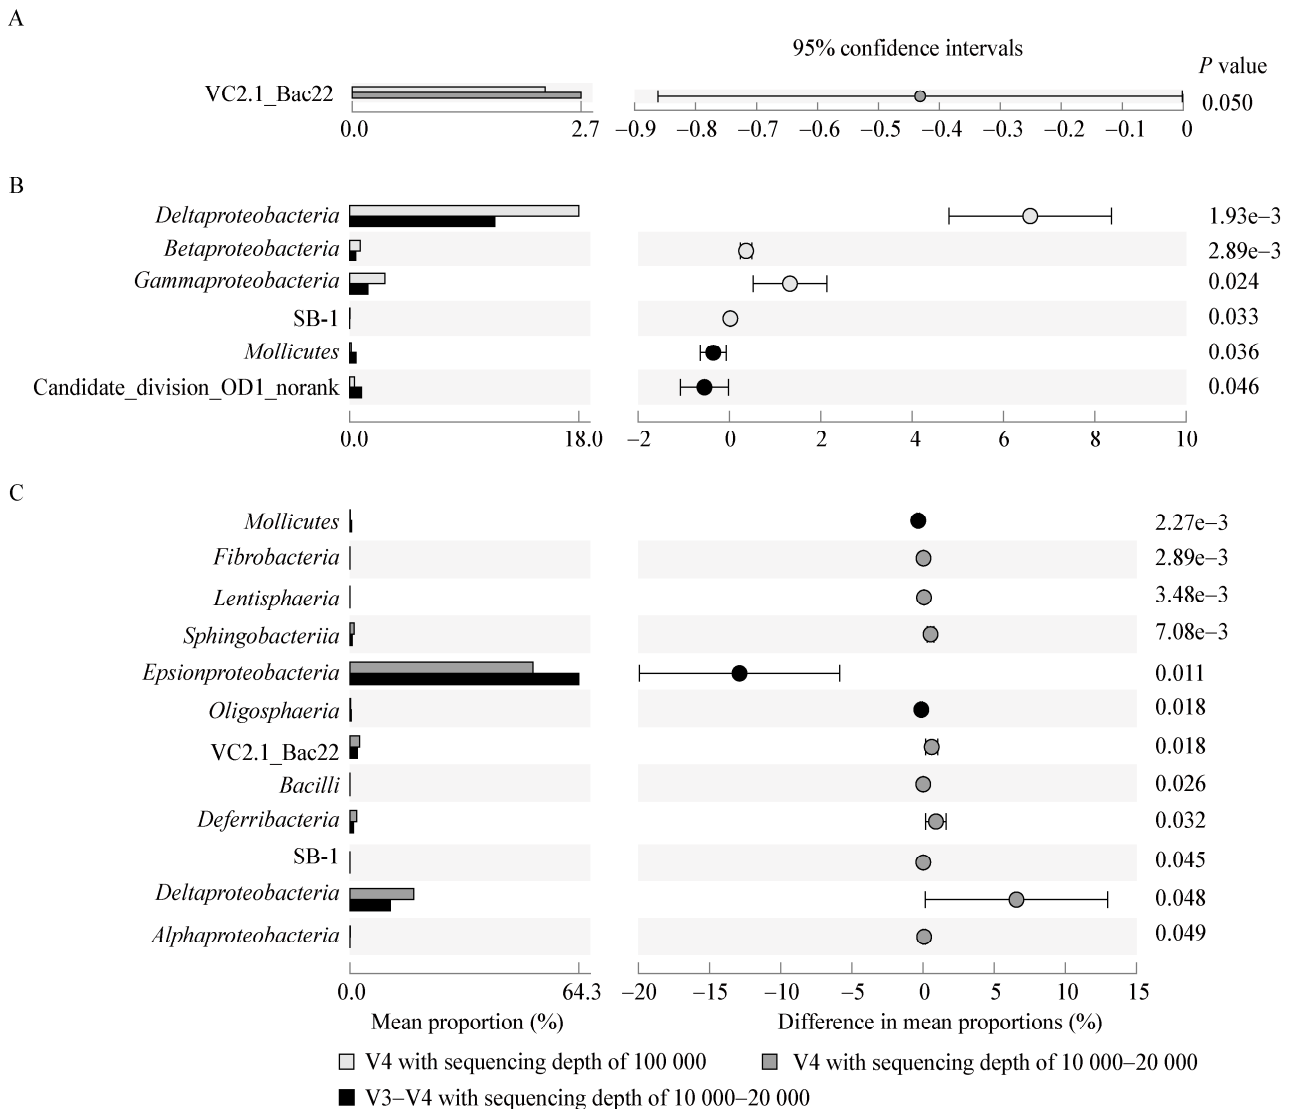 A
95% confidence intervals
P value
VC2.1_Bac22
0.050
0.0 2.7 −0.9 −0.8 −0.7 −0.6 −0.5 −0.4 −0.3 −0.2 −0.1 0
B
Deltaproteobacteria 1.93e−3
Betaproteobacteria 2.89e−3
Gammaproteobacteria 0.024
SB-1 0.033
Mollicutes 0.036
Candidate_division_OD1_norank 0.046
0.0 18.0 −2 0 2 4 6 8 10
C
Mollicutes 2.27e−3
Fibrobacteria 2.89e−3
Lentisphaeria 3.48e−3
Sphingobacteriia 7.08e−3
Epsionproteobacteria 0.011
Oligosphaeria 0.018
VC2.1_Bac22 0.018
Bacilli 0.026
Deferribacteria 0.032
SB-1 0.045
Deltaproteobacteria 0.048
Alphaproteobacteria 0.049
0.0 64.3 −20 −15 −10 −5 0 5 10 15
Mean proportion (%) Difference in mean proportions (%)
V4 with sequencing depth of 100 000 V4 with sequencing depth of 10 000–20 000
V3–V4 with sequencing depth of 10 000–20 000